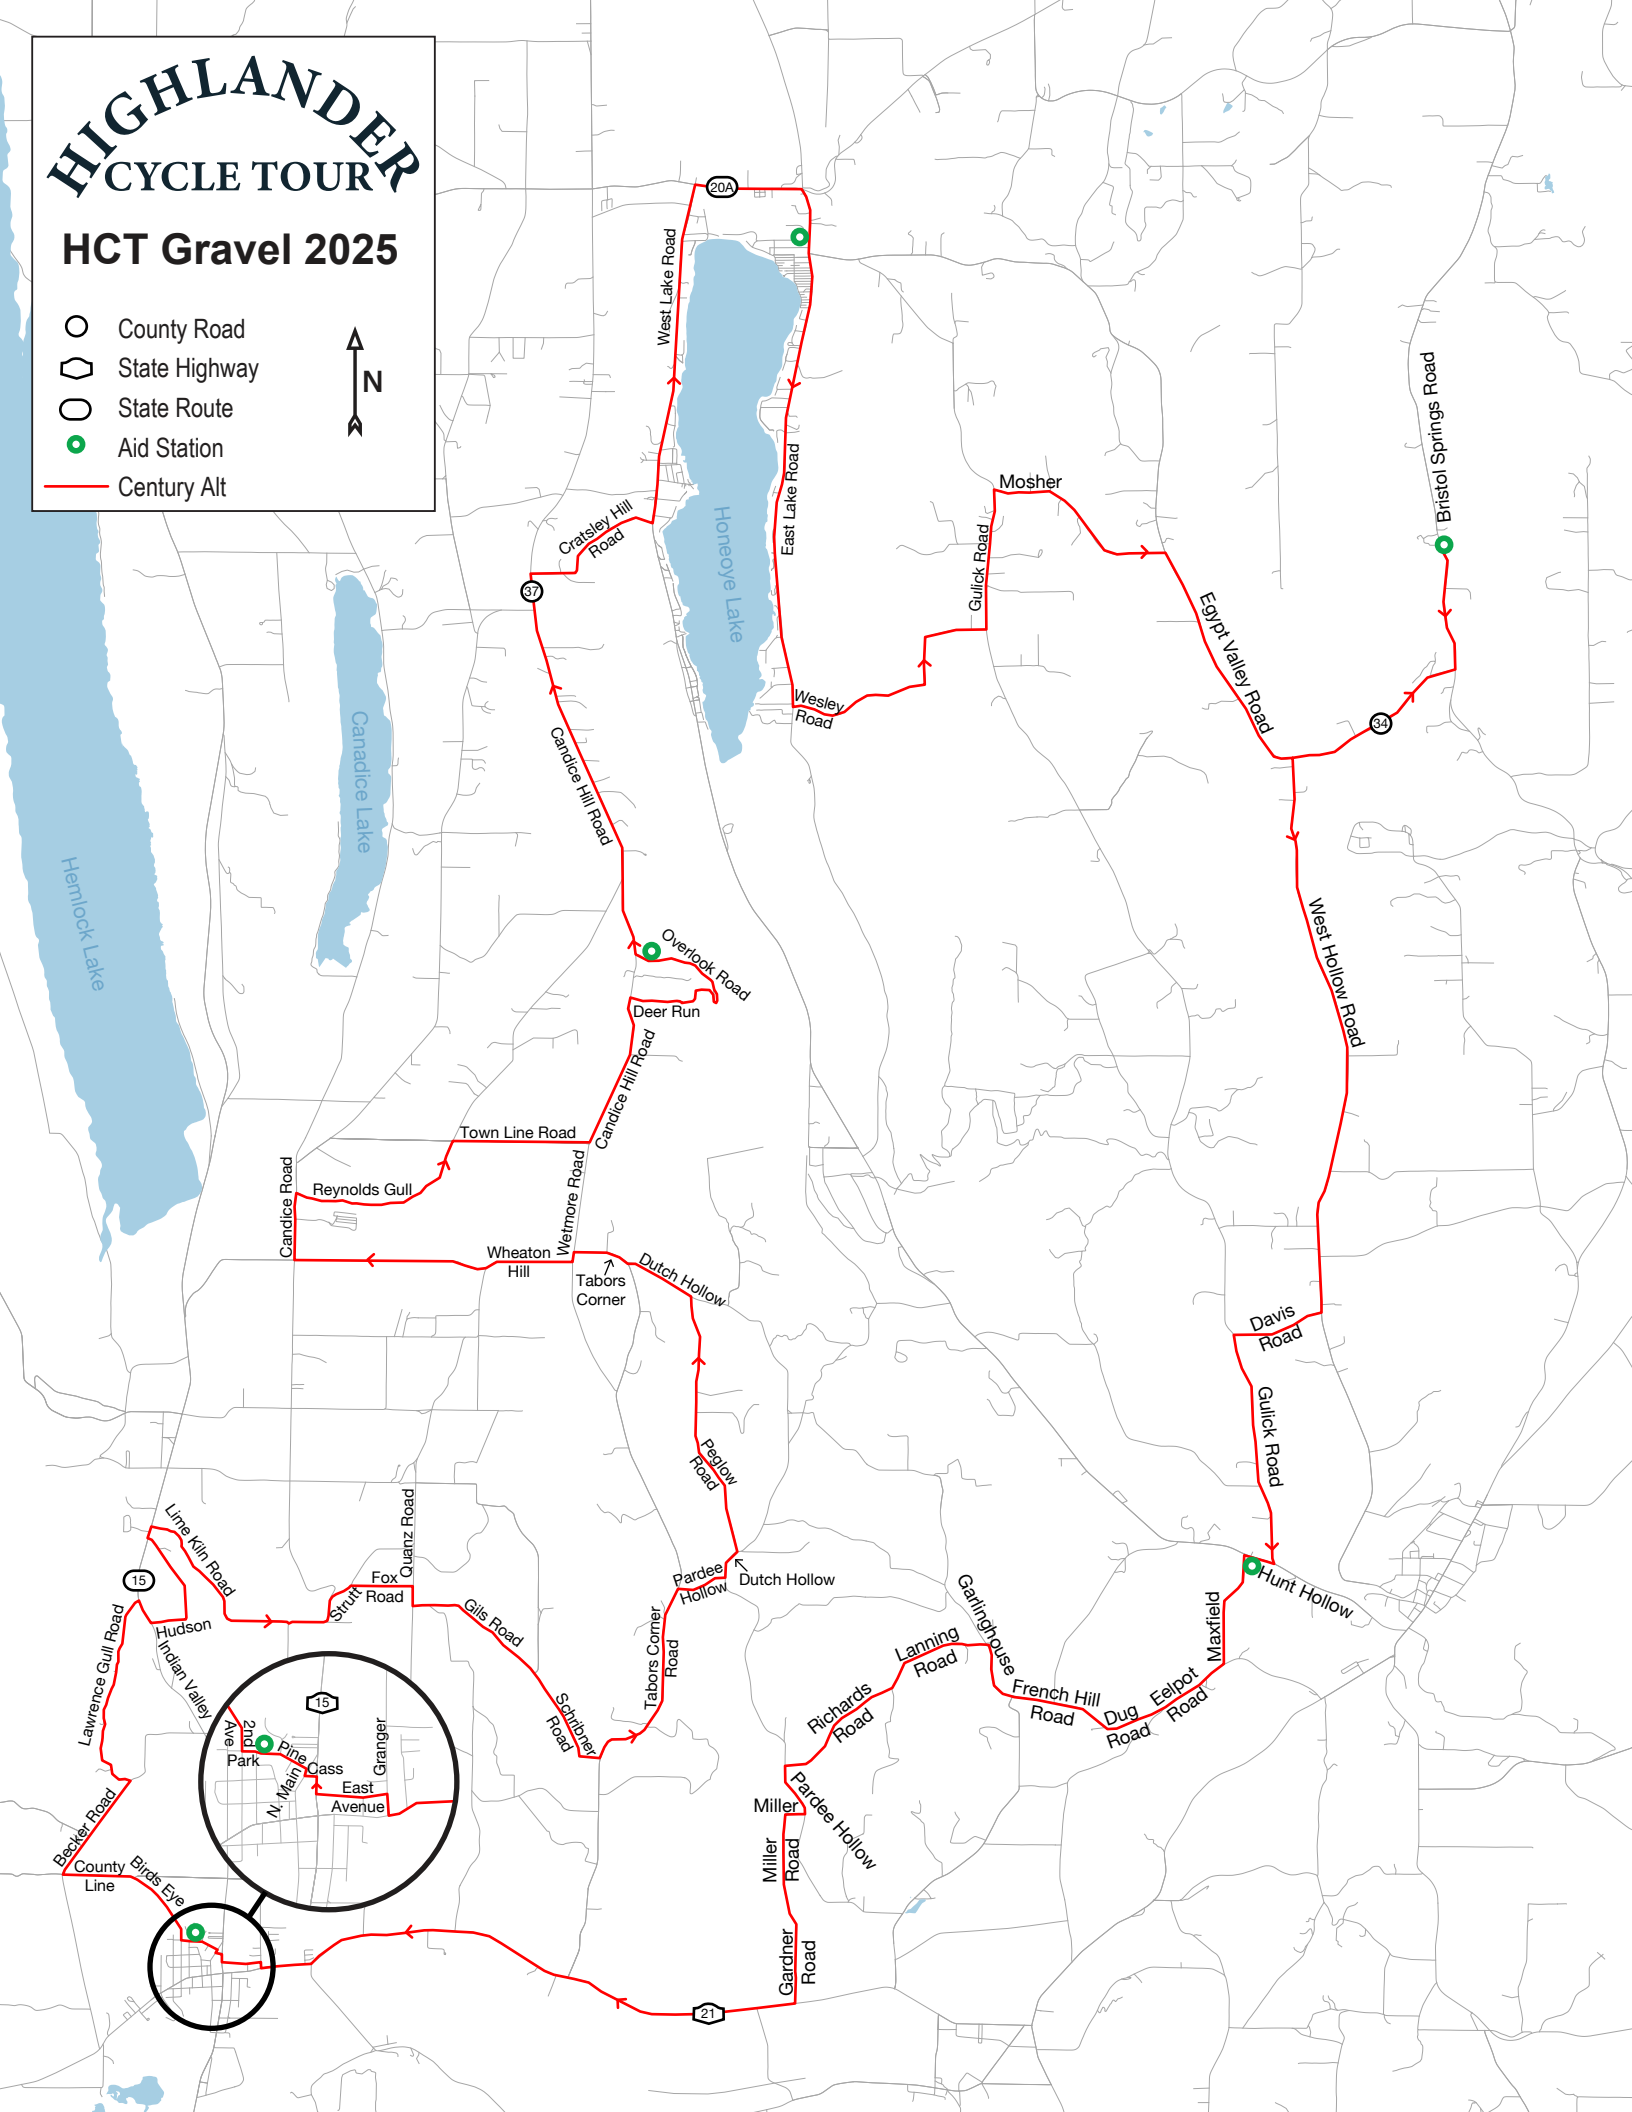 HIGHLANDER
CYCLE TOUR
HCT Gravel 2025
County Road
State Highway
State Route
Aid Station
Century Alt
N
20A
West Lake Road
Honeoye Lake
East Lake Road
Cratsley Hill
Road
37
Mosher
Gulick Road
Bristol Springs Road
Egypt Valley Road
34
Wesley
Road
Canadice Lake
Hemlock Lake
Candice Hill Road
Overlook Road
Deer Run
Candice Hill Road
West Hollow Road
Town Line Road
Candice Road
Reynolds Gull
Wetmore Road
Wheaton
Hill
Tabors
Corner
Dutch Hollow
Davis
Road
Gulick Road
Peglow
Road
Lime Kiln Road
Quanz Road
15
Fox
Road
Strutt
Pardee
Hollow
Dutch Hollow
Hunt Hollow
Hudson
Gils Road
Garlinghouse
Maxfield
Lawrence Gull Road
Indian Valley
Tabors Corner
Road
Lanning
Road
French Hill
Road
Dug
Road
Eelpot
Road
Richards
Road
Schribner
Road
15
2nd
Ave
Park
Pine
Cass
N. Main
Granger
East
Avenue
Pardee Hollow
Miller
Miller
Road
Becker Road
County
Line
Birds Eye
Gardner
Road
21